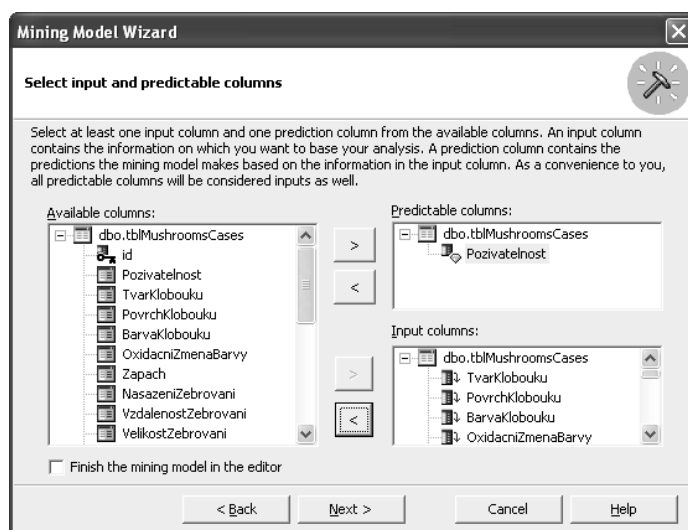 Mining Model Wizard
Select input and predictable columns
Select at least one input column and one prediction column from the available columns. An input column
contains the information on which you want to base your analysis. A prediction column contains the
predictions the mining model makes based on the information in the input column. As a convenience to you,
all predictable columns will be considered inputs as well.
Available columns:
dbo.tblMushroomsCases
id
Pozivatelnost
TvarKlobouku
PovrchKlobouku
BarvaKlobouku
OxidacniZmenaBarvy
Zapach
NasazeniZebrovani
VzdalenostZebrovani
VelikostZebrovani
>
<
>
<
Predictable columns:
dbo.tblMushroomsCases
Pozivatelnost
Input columns:
dbo.tblMushroomsCases
TvarKlobouku
PovrchKlobouku
BarvaKlobouku
OxidacniZmenaBarvy
Finish the mining model in the editor
< Back
Next >
Cancel
Help